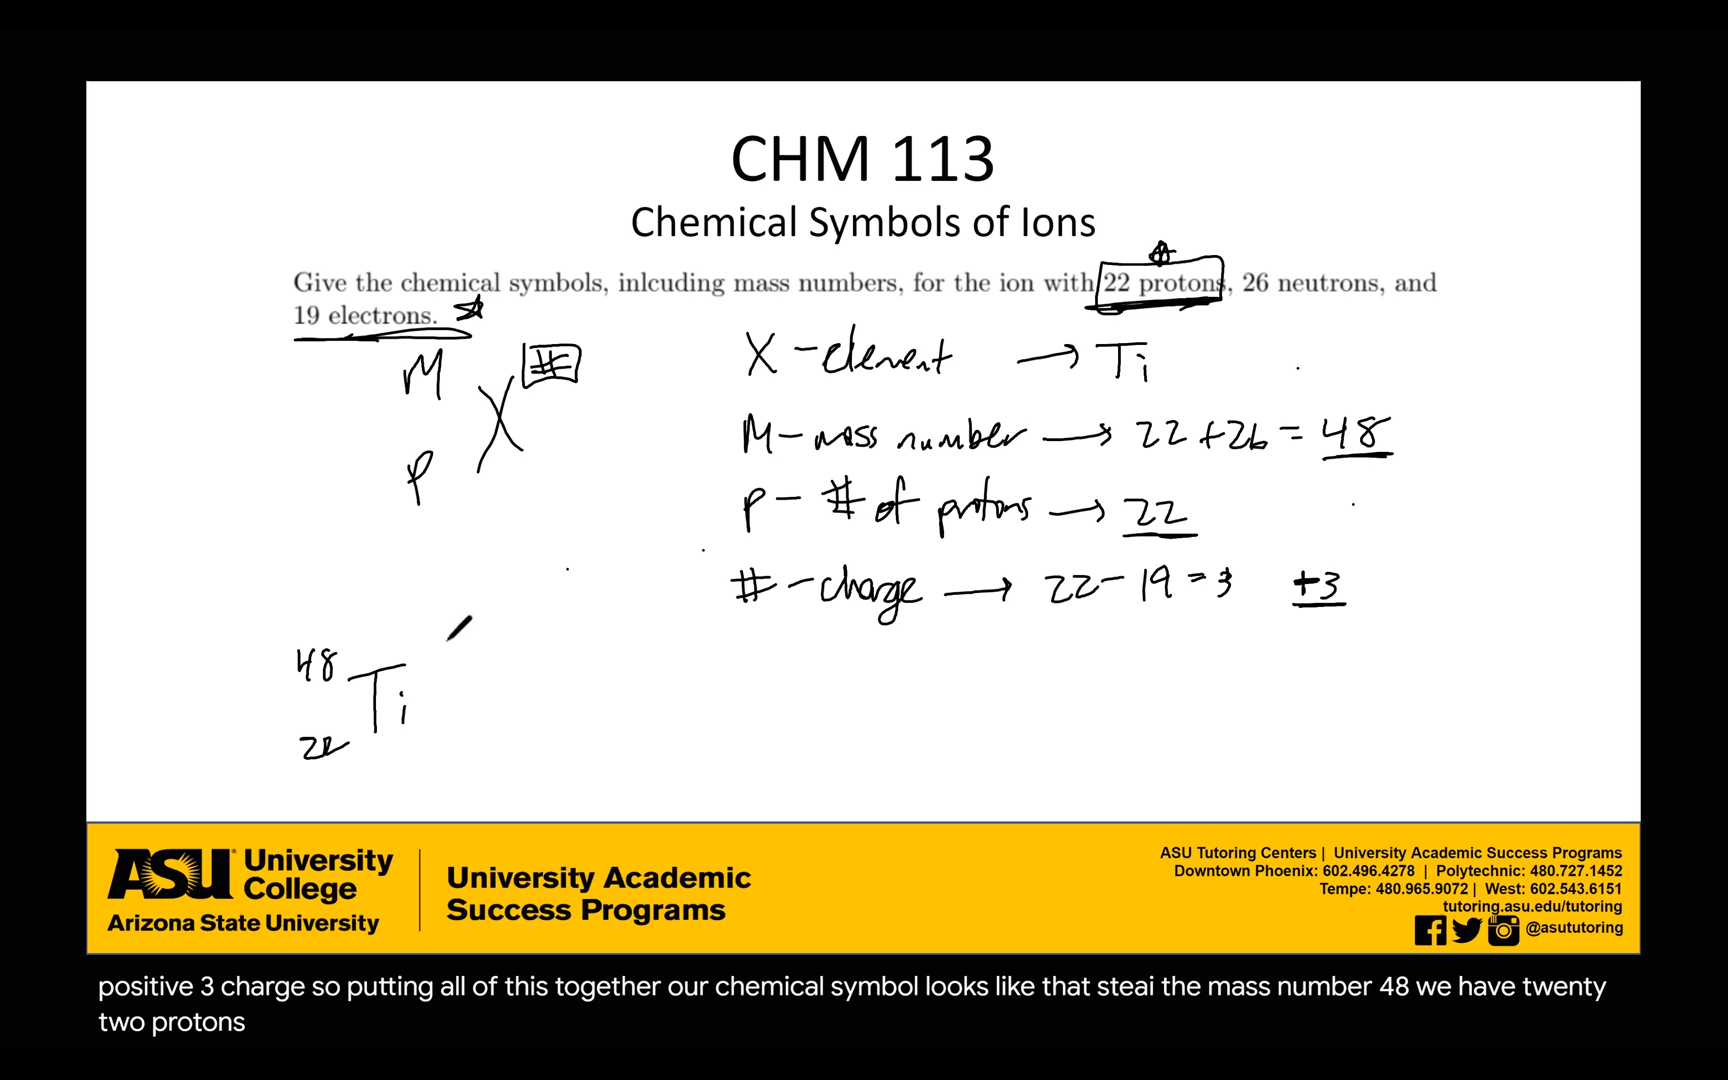 CHM 113
Chemical Symbols of Ions
Give the chemical symbols, inlcuding mass numbers, for the ion with 22 protons, 26 neutrons, and
19 electrons.
M X #
P
X - element → Ti
M - mass number → 22 + 26 = 48
P - # of protons → 22
# - charge → 22 - 19 = 3 +3
48
Ti
22
ASU University College
Arizona State University
University Academic
Success Programs
ASU Tutoring Centers | University Academic Success Programs
Downtown Phoenix: 602.496.4278 | Polytechnic: 480.727.1452
Tempe: 480.965.9072 | West: 602.543.6151
tutoring.asu.edu/tutoring
@asututoring
positive 3 charge so putting all of this together our chemical symbol looks like that steai the mass number 48 we have twenty
two protons